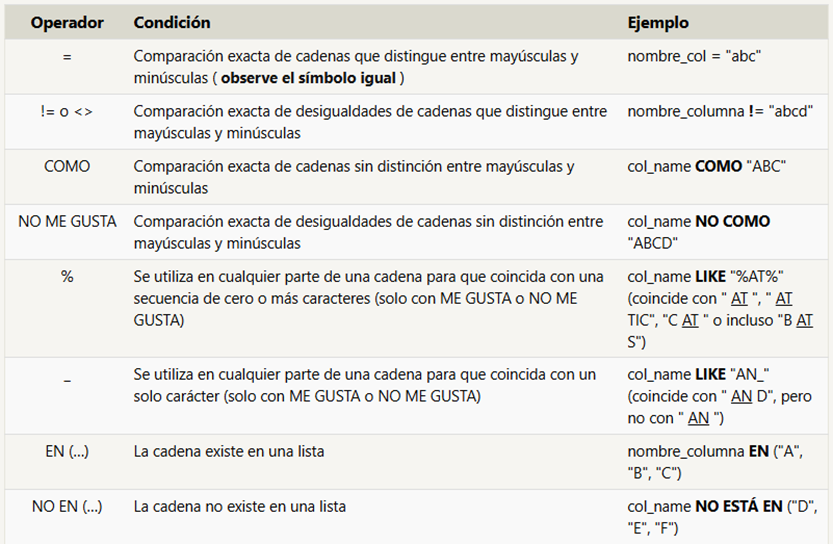 Operador Condición Ejemplo
= Comparación exacta de cadenas que distingue entre mayúsculas y nombre_col = "abc"
minúsculas ( observe el símbolo igual )
!= o <> Comparación exacta de desigualdades de cadenas que distingue entre nombre_columna != "abcd"
mayúsculas y minúsculas
COMO Comparación exacta de cadenas sin distinción entre mayúsculas y col_name COMO "ABC"
minúsculas
NO ME GUSTA Comparación exacta de desigualdades de cadenas sin distinción entre col_name NO COMO
mayúsculas y minúsculas "ABCD"
% Se utiliza en cualquier parte de una cadena para que coincida con una col_name LIKE "%AT%"
secuencia de cero o más caracteres (solo con ME GUSTA o NO ME (coincide con " AT ", " AT
GUSTA) TIC", "C AT " o incluso "B AT
S")
_ Se utiliza en cualquier parte de una cadena para que coincida con un col_name LIKE "AN_"
solo carácter (solo con ME GUSTA o NO ME GUSTA) (coincide con " AN D", pero
no con " AN ")
EN (...) La cadena existe en una lista nombre_columna EN ("A",
"B", "C")
NO EN (...) La cadena no existe en una lista col_name NO ESTÁ EN ("D",
"E", "F")